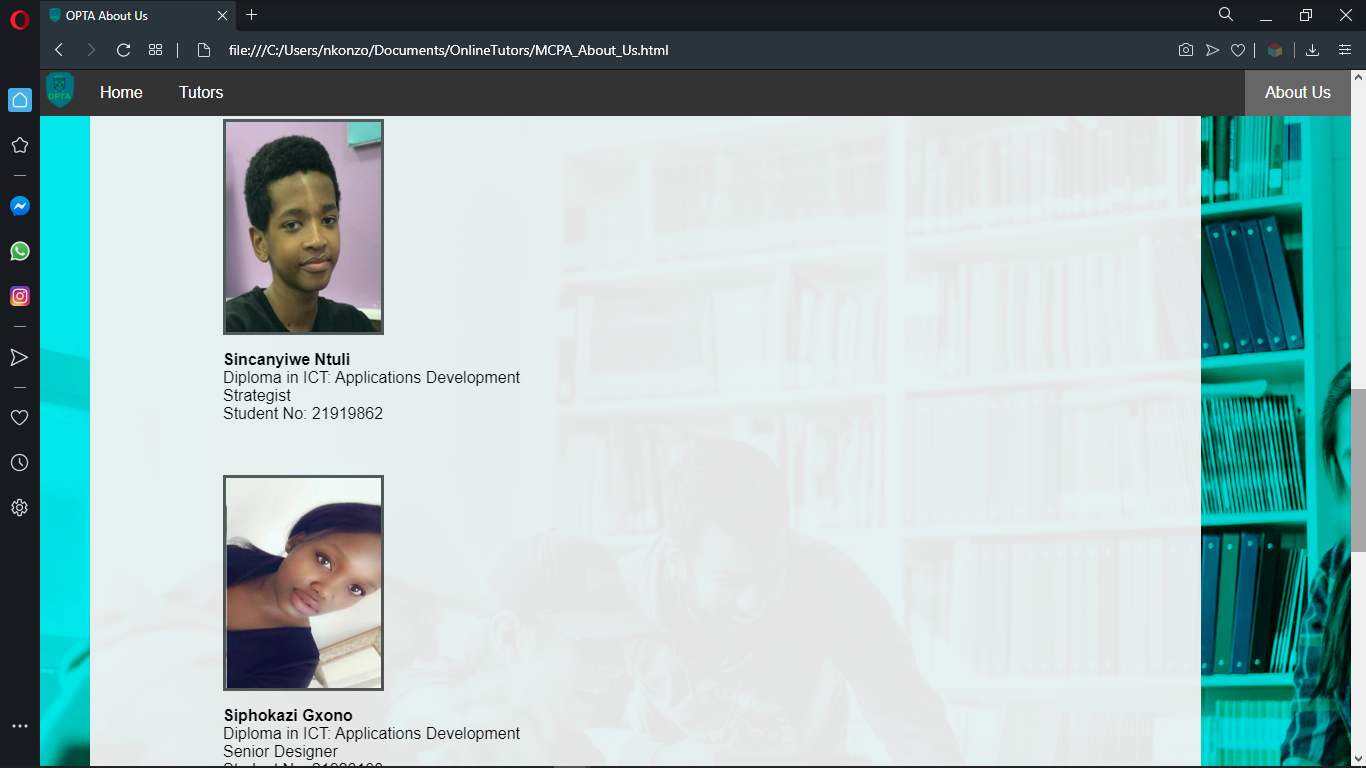 OPTA About Us
file:///C:/Users/nkonzo/Documents/OnlineTutors/MCPA_About_Us.html
OPTA
Home
Tutors
About Us
Sincanyiwe Ntuli
Diploma in ICT: Applications Development
Strategist
Student No: 21919862
Siphokazi Gxono
Diploma in ICT: Applications Development
Senior Designer